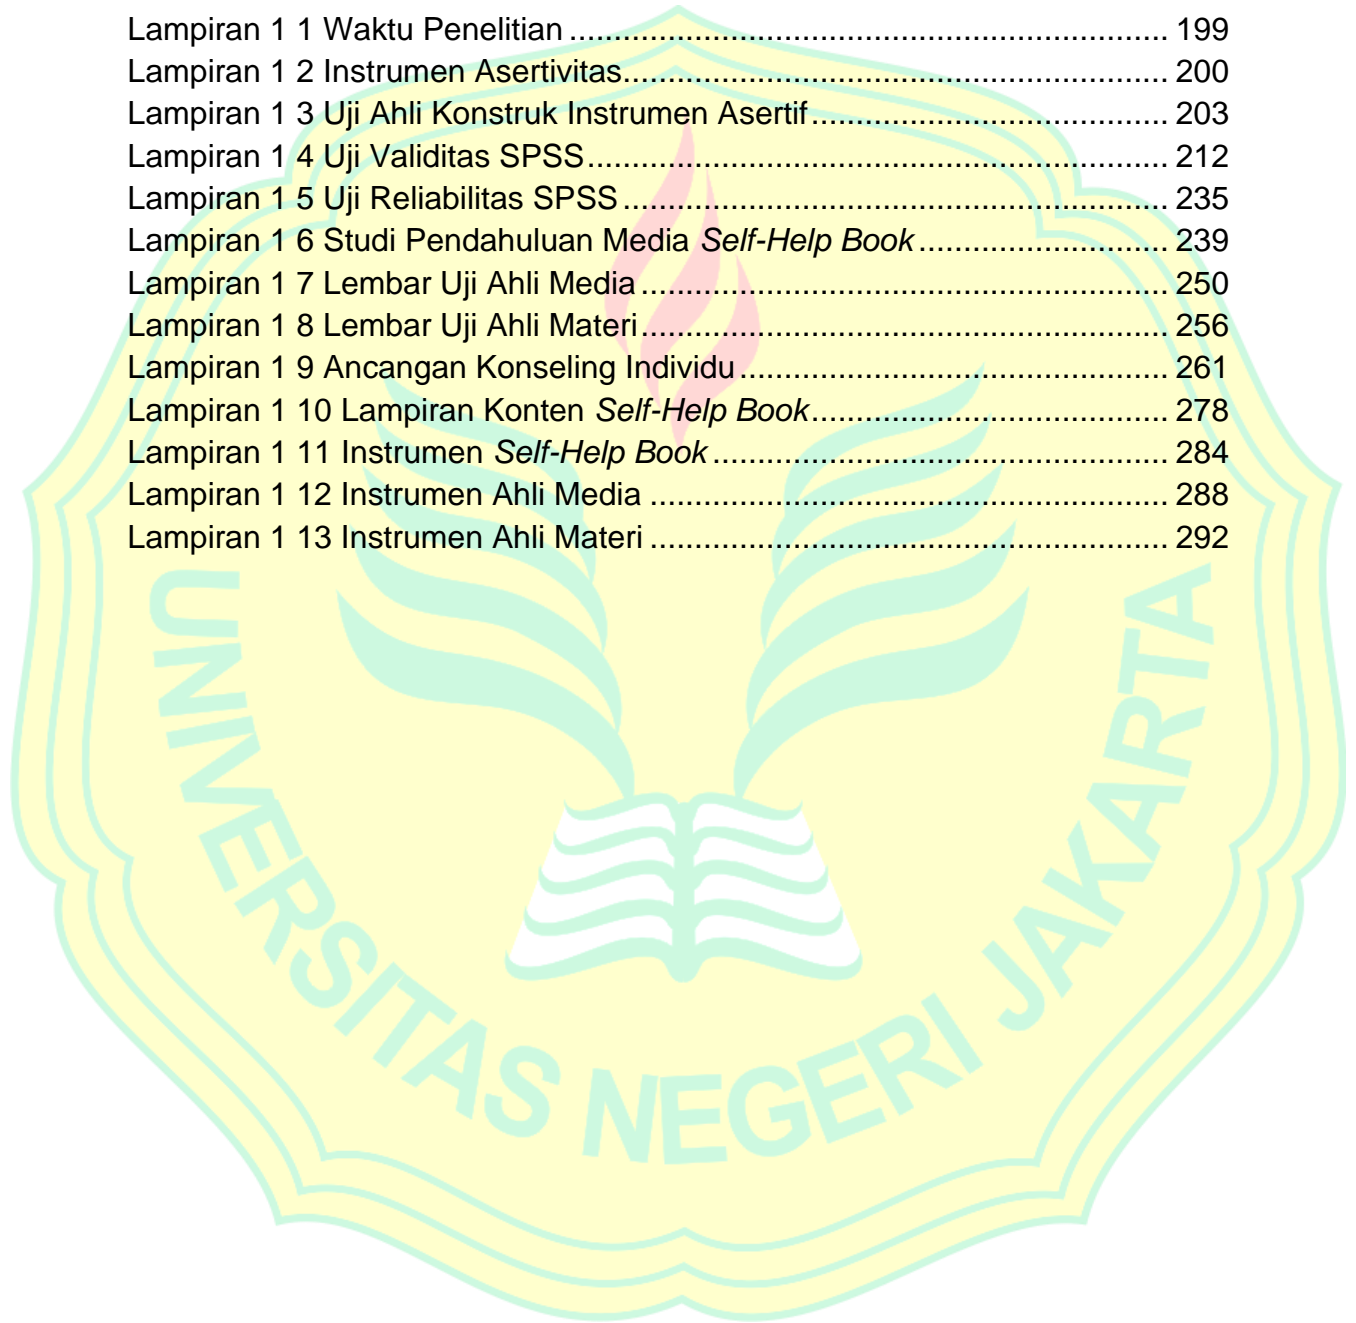 Lampiran 1 1 Waktu Penelitian .................................................................. 199
Lampiran 1 2 Instrumen Asertivitas............................................................ 200
Lampiran 1 3 Uji Ahli Konstruk Instrumen Asertif ....................................... 203
Lampiran 1 4 Uji Validitas SPSS................................................................ 212
Lampiran 1 5 Uji Reliabilitas SPSS ............................................................ 235
Lampiran 1 6 Studi Pendahuluan Media Self-Help Book ............................ 239
Lampiran 1 7 Lembar Uji Ahli Media .......................................................... 250
Lampiran 1 8 Lembar Uji Ahli Materi .......................................................... 256
Lampiran 1 9 Ancangan Konseling Individu ............................................... 261
Lampiran 1 10 Lampiran Konten Self-Help Book ........................................ 278
Lampiran 1 11 Instrumen Self-Help Book .................................................. 284
Lampiran 1 12 Instrumen Ahli Media ......................................................... 288
Lampiran 1 13 Instrumen Ahli Materi ......................................................... 292
UNIVERSITAS NEGERI JAKARTA